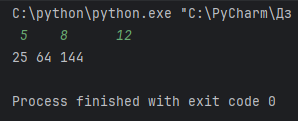 C:\python\python.exe "C:\PyCharm\Дз
5 8 12
25 64 144
Process finished with exit code 0